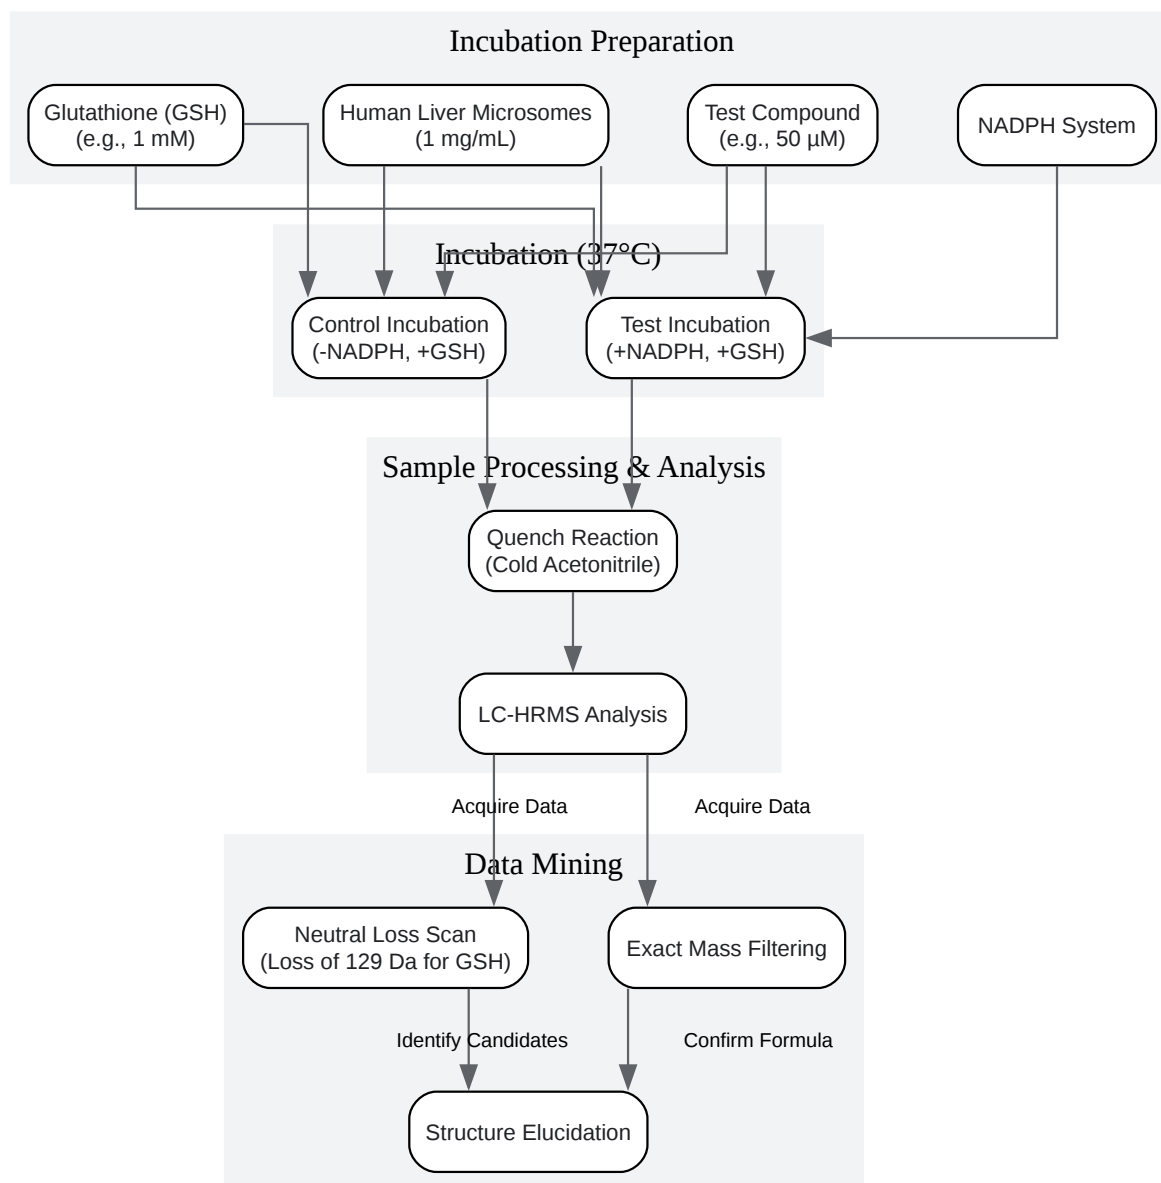 Incubation Preparation
Glutathione (GSH)
(e.g., 1 mM)
Human Liver Microsomes
(1 mg/mL)
Test Compound
(e.g., 50 µM)
NADPH System
Incubation (37°C)
Control Incubation
(-NADPH, +GSH)
Test Incubation
(+NADPH, +GSH)
Sample Processing & Analysis
Quench Reaction
(Cold Acetonitrile)
LC-HRMS Analysis
Acquire Data
Acquire Data
Data Mining
Neutral Loss Scan
(Loss of 129 Da for GSH)
Exact Mass Filtering
Identify Candidates
Confirm Formula
Structure Elucidation